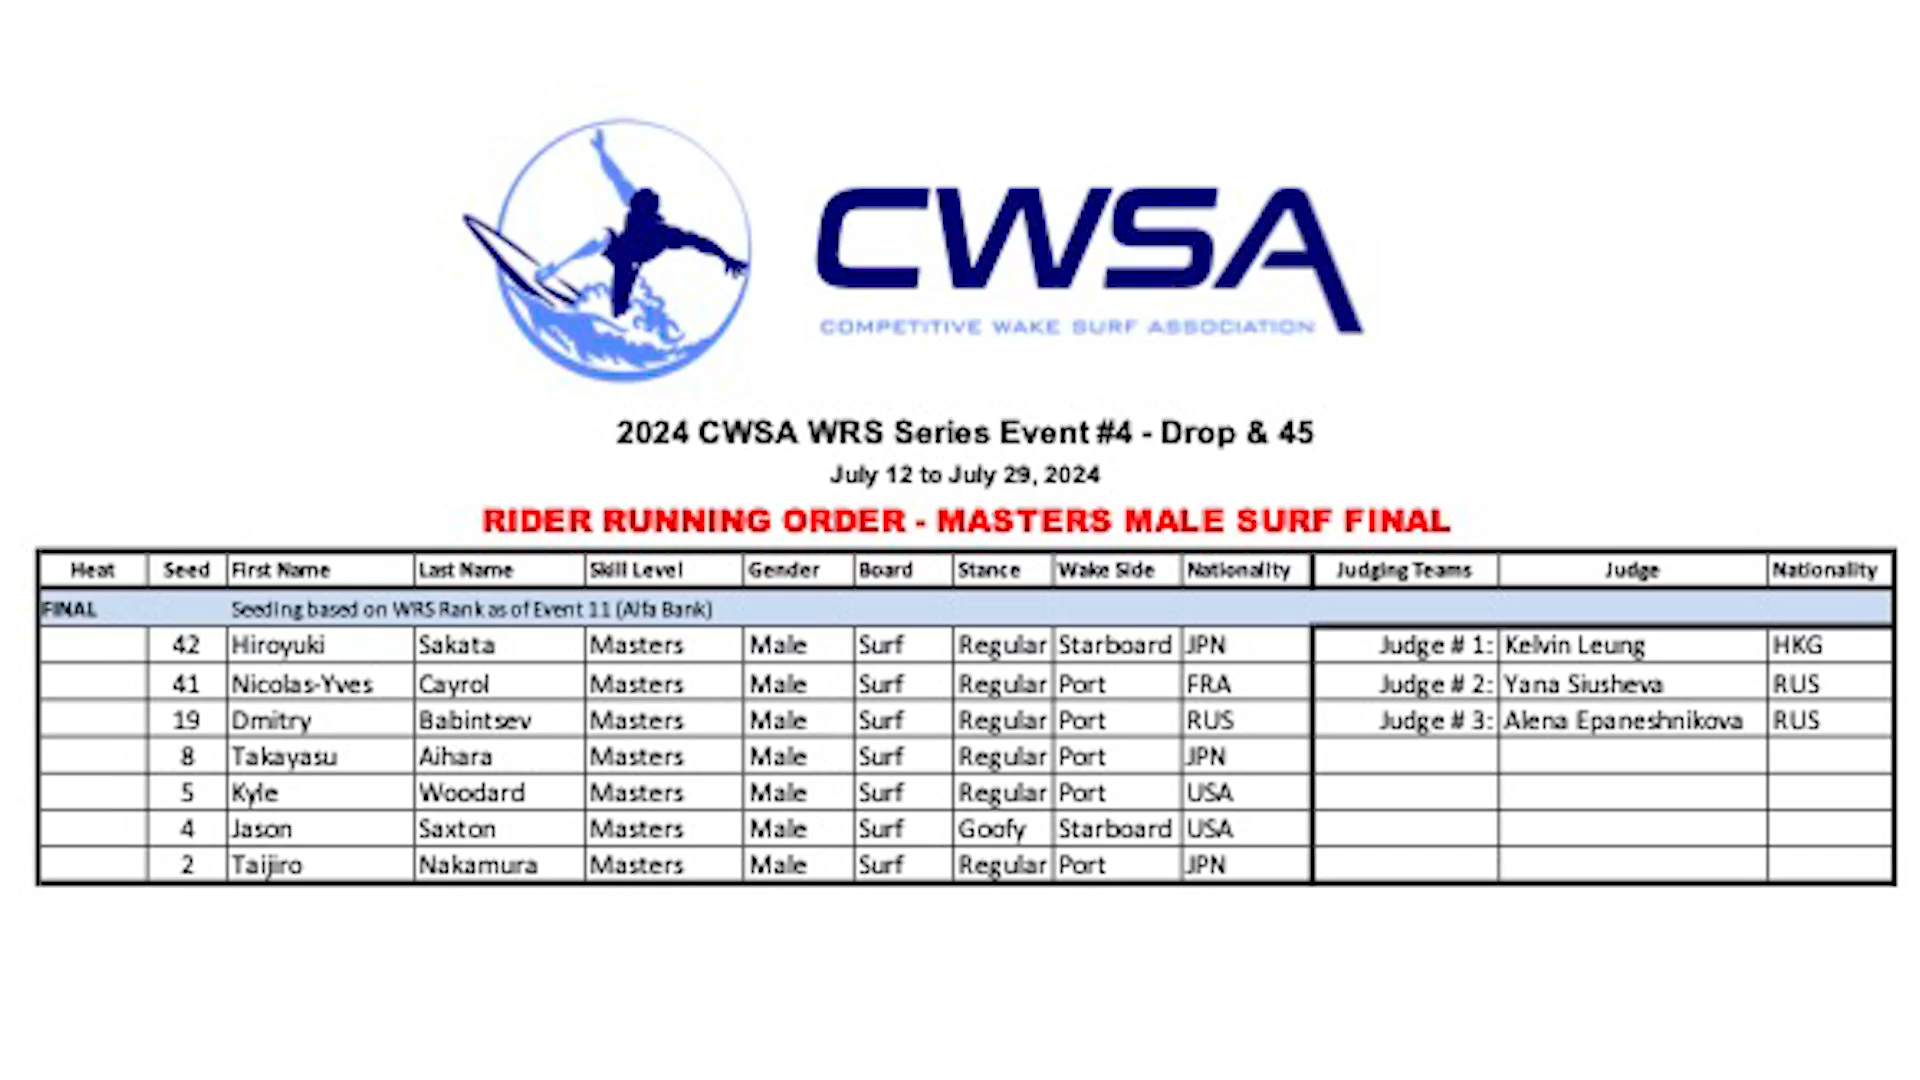 CWSA
COMPETITIVE WAKE SURF ASSOCIATION
2024 CWSA WRS Series Event #4 - Drop & 45
July 12 to July 29, 2024
RIDER RUNNING ORDER - MASTERS MALE SURF FINAL
Heat Seed First Name Last Name Skill Level Gender Board Stance Wake Side Nationality Judging Teams Judge Nationality
FINAL Seeding based on WRS Rank as of Event 11 (Alfa Bank)
42 Hiroyuki Sakata Masters Male Surf Regular Starboard JPN Judge # 1: Kelvin Leung HKG
41 Nicolas-Yves Cayrol Masters Male Surf Regular Port FRA Judge # 2: Yana Siusheva RUS
19 Dmitry Babintsev Masters Male Surf Regular Port RUS Judge # 3: Alena Epaneshnikova RUS
8 Takayasu Aihara Masters Male Surf Regular Port JPN
5 Kyle Woodard Masters Male Surf Regular Port USA
4 Jason Saxton Masters Male Surf Goofy Starboard USA
2 Taijiro Nakamura Masters Male Surf Regular Port JPN